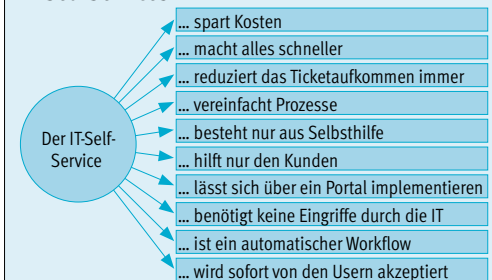 Der IT-Self-
Service
... spart Kosten
... macht alles schneller
... reduziert das Ticketaufkommen immer
... vereinfacht Prozesse
... besteht nur aus Selbsthilfe
... hilft nur den Kunden
... lässt sich über ein Portal implementieren
... benötigt keine Eingriffe durch die IT
... ist ein automatischer Workflow
... wird sofort von den Usern akzeptiert